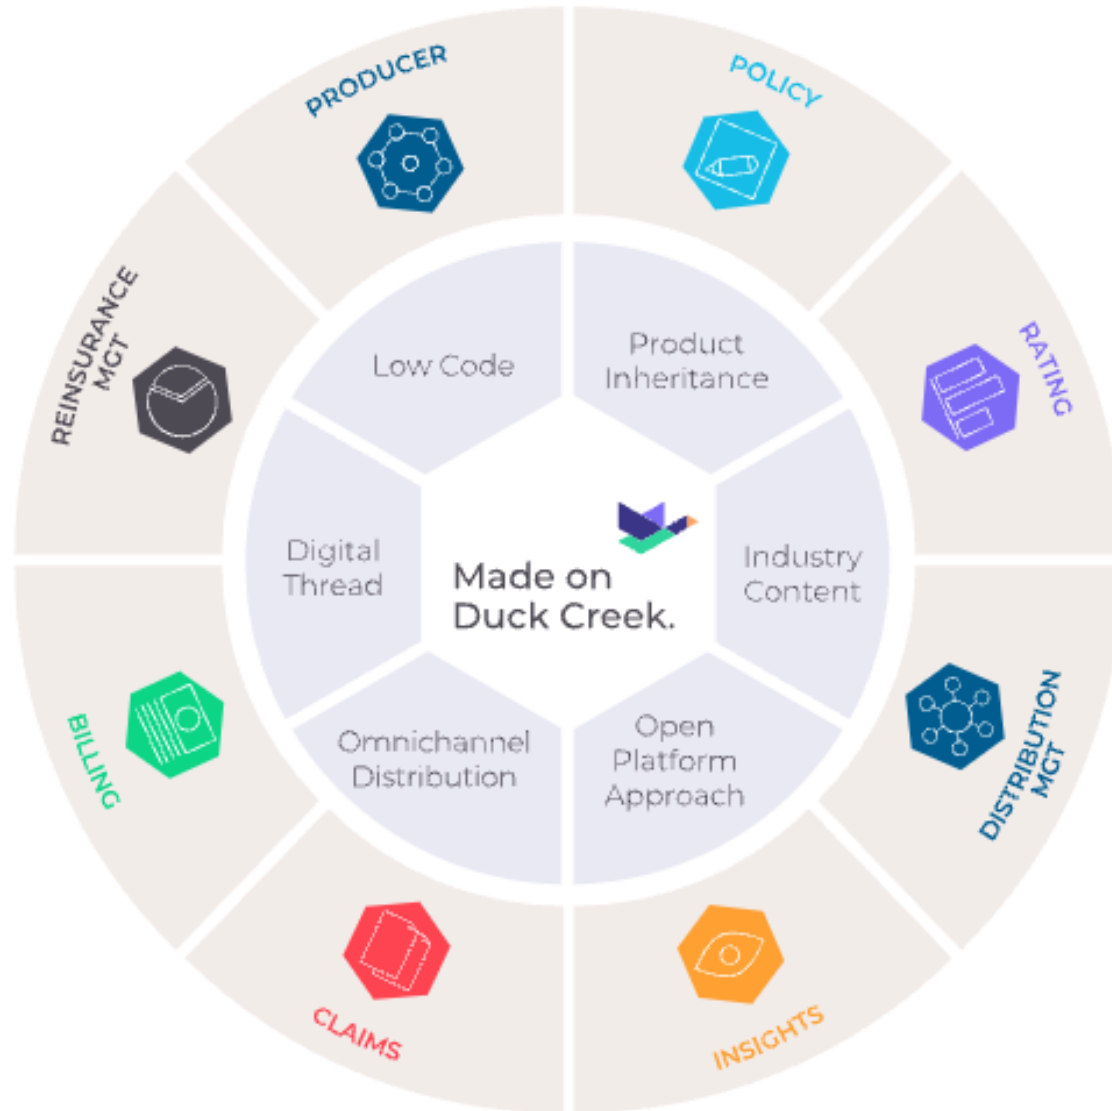 PRODUCER
POLICY
RATING
DISTRIBUTION
MGT
INSIGHTS
CLAIMS
BILLING
REINSURANCE
MGT
Low Code
Product
Inheritance
Industry
Content
Open
Platform
Approach
Omnichannel
Distribution
Digital
Thread
Made on
Duck Creek.